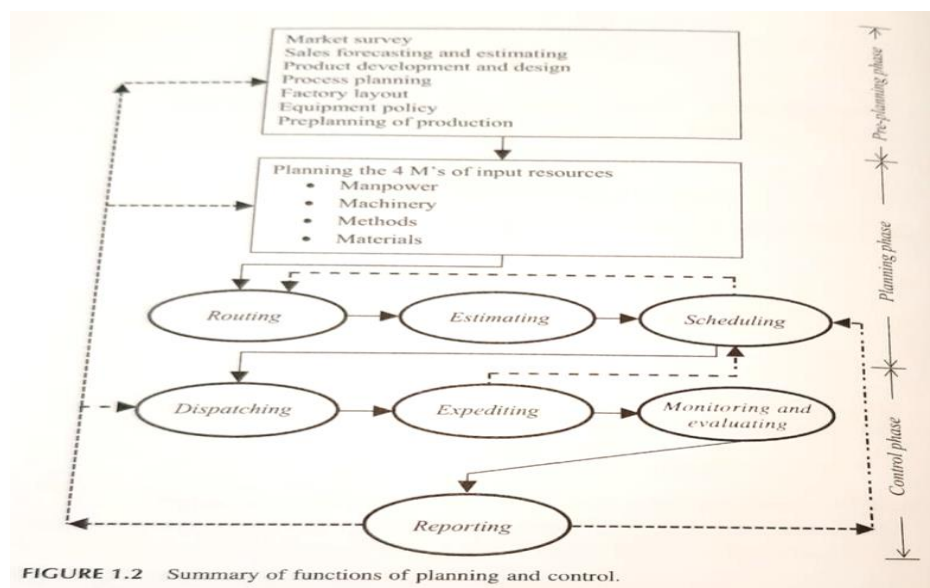 Market survey
Sales forecasting and estimating
Product development and design
Process planning
Factory layout
Equipment policy
Preplanning of production
Planning the 4 M's of input resources
• Manpower
• Machinery
• Methods
• Materials
Routing
Estimating
Scheduling
Dispatching
Expediting
Monitoring and
evaluating
Reporting
Pre-planning phase
Planning phase
Control phase
FIGURE 1.2 Summary of functions of planning and control.